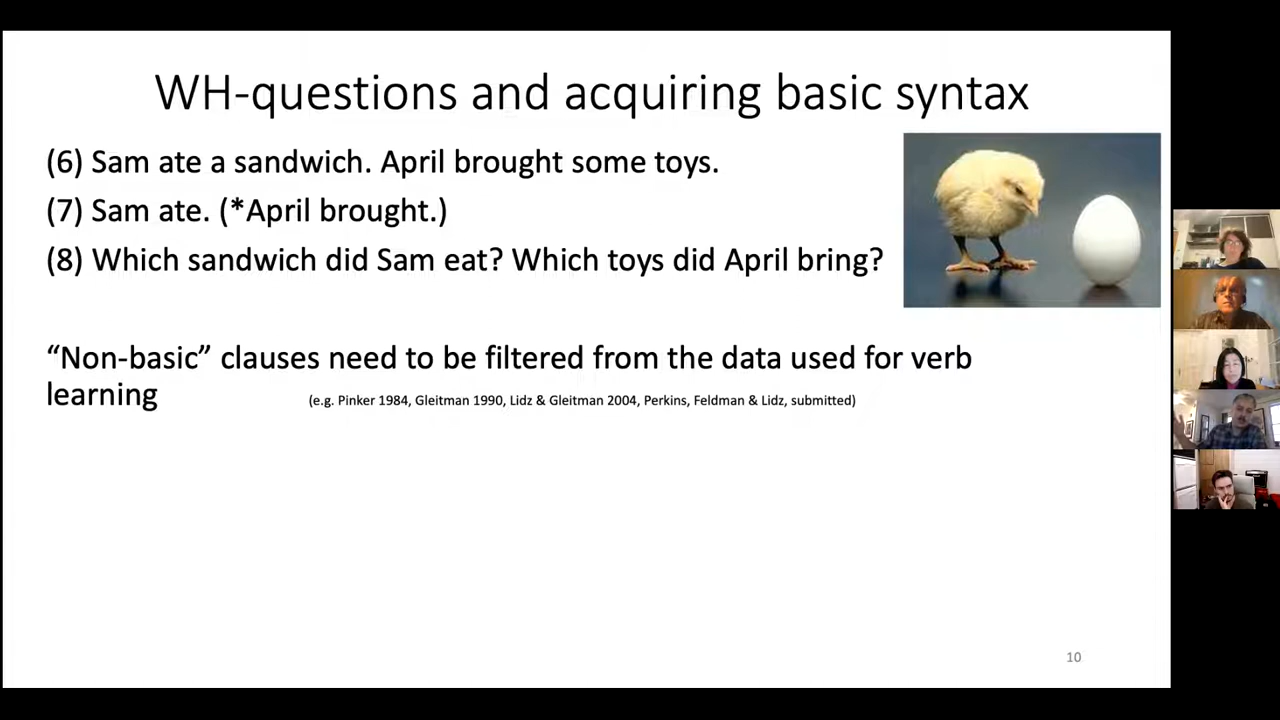 WH-questions and acquiring basic syntax
(6) Sam ate a sandwich. April brought some toys.
(7) Sam ate. (*April brought.)
(8) Which sandwich did Sam eat? Which toys did April bring?
“Non-basic” clauses need to be filtered from the data used for verb
learning (e.g. Pinker 1984, Gleitman 1990, Lidz & Gleitman 2004, Perkins, Feldman & Lidz, submitted)
10